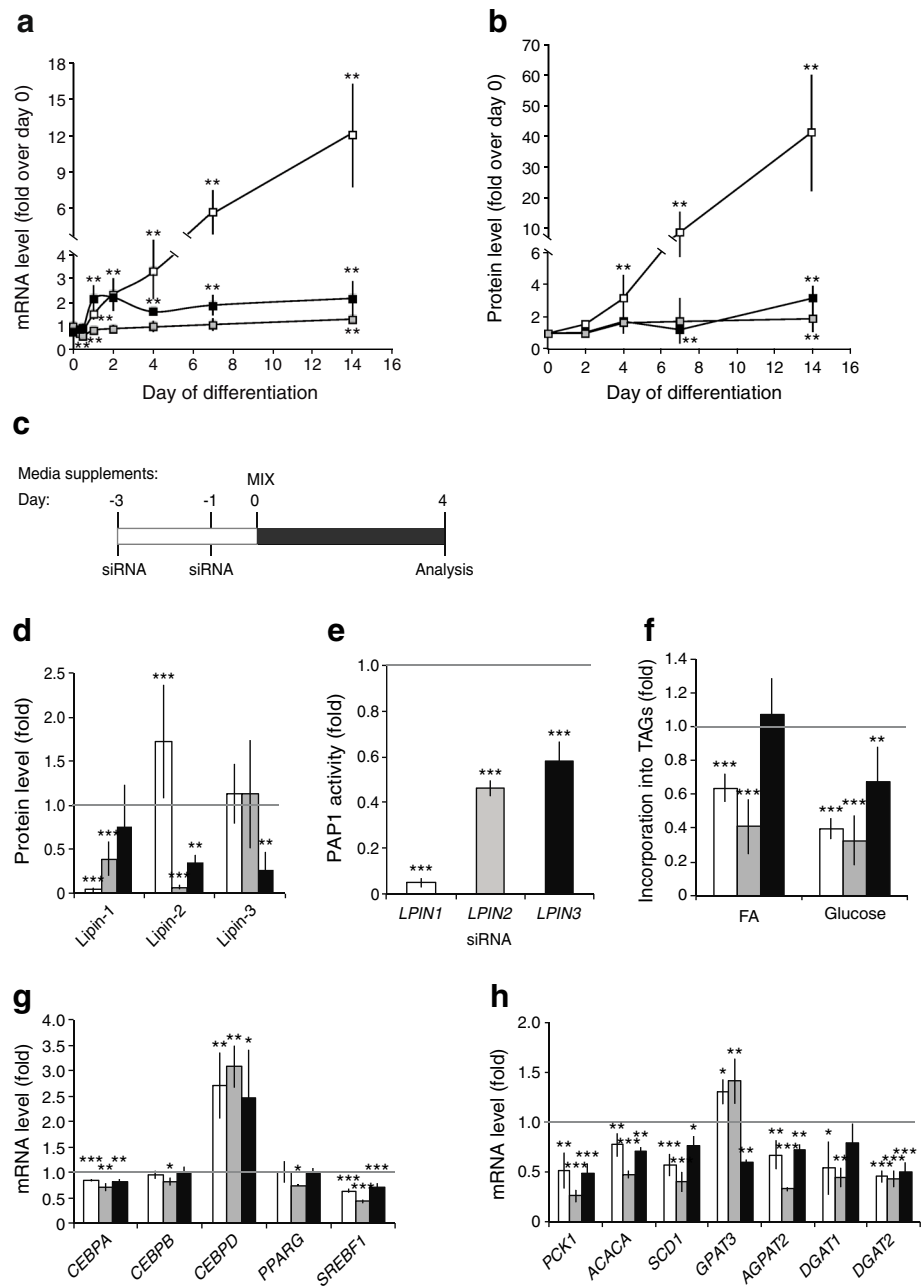 a
mRNA level (fold over day 0)
18
15
12
9
6
4
3
2
1
0
** ** ** ** **
** ** **
** ** ** **
0 2 4 6 8 10 12 14 16
Day of differentiation
b
Protein level (fold over day 0)
70
60
50
40
30
20
10
6
4
2
0
** ** **
** ** **
0 2 4 6 8 10 12 14 16
Day of differentiation
c
Media supplements:
MIX
Day: -3 -1 0 4
siRNA siRNA Analysis
d
Protein level (fold)
2.5
2.0
1.5
1.0
0.5
0
*** *** *** *** ** **
Lipin-1 Lipin-2 Lipin-3
e
PAP1 activity (fold)
1.0
0.8
0.6
0.4
0.2
0
*** *** ***
LPIN1 LPIN2 LPIN3
siRNA
f
Incorporation into TAGs (fold)
1.4
1.2
1.0
0.8
0.6
0.4
0.2
0
*** *** *** *** **
FA Glucose
g
mRNA level (fold)
4.0
3.5
3.0
2.5
2.0
1.5
1.0
0.5
0
*** ** ** * ** ** * * *** *** ***
CEBPA CEBPB CEBPD PPARG SREBF1
h
mRNA level (fold)
2.0
1.5
1.0
0.5
0
** *** *** ** *** ** *** *** * * ** ** ** ** * ** *** *** ***
PCK1 ACACA SCD1 GPAT3 AGPAT2 DGAT1 DGAT2